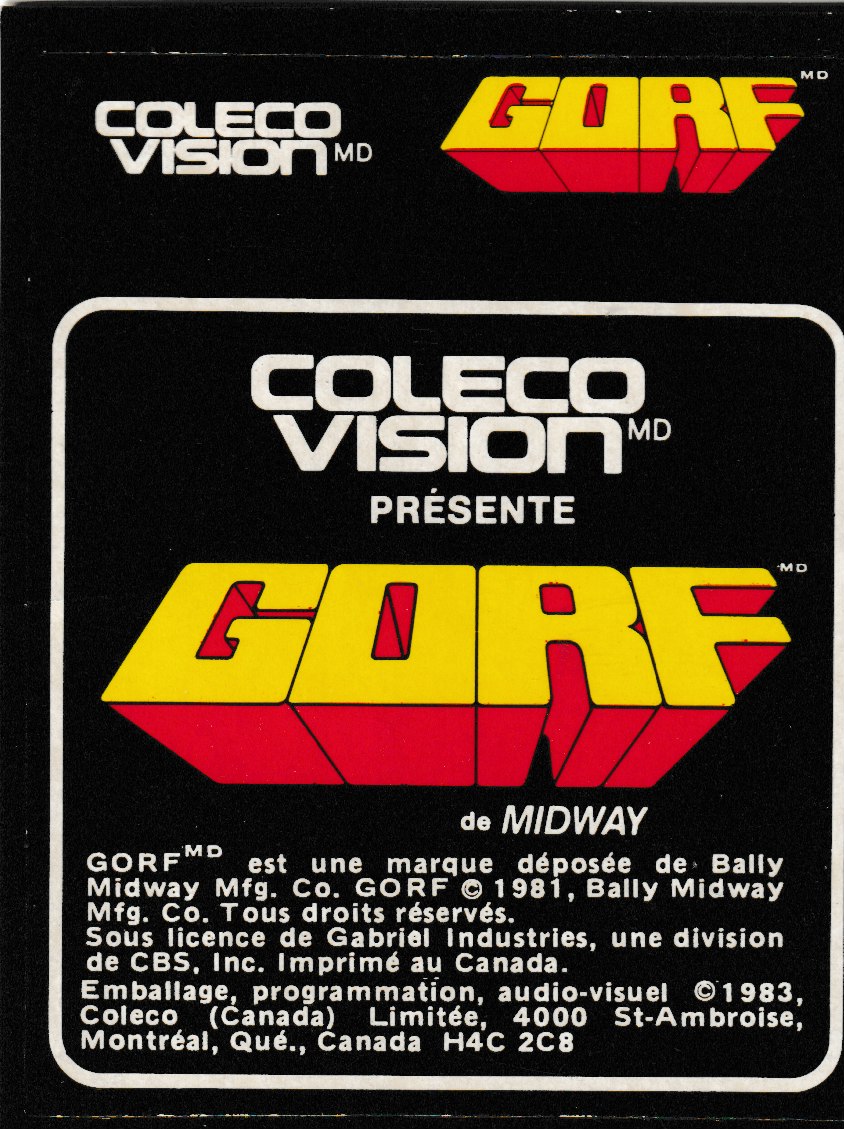 COLECO
VISION MD
GORF MD
COLECO
VISION MD
PRÉSENTE
GORF MD
de MIDWAY
GORF MD est une marque déposée de Bally
Midway Mfg. Co. GORF © 1981, Bally Midway
Mfg. Co. Tous droits réservés.
Sous licence de Gabriel Industries, une division
de CBS, Inc. Imprimé au Canada.
Emballage, programmation, audio-visuel ©1983,
Coleco (Canada) Limitée, 4000 St-Ambroise,
Montréal, Qué., Canada H4C 2C8